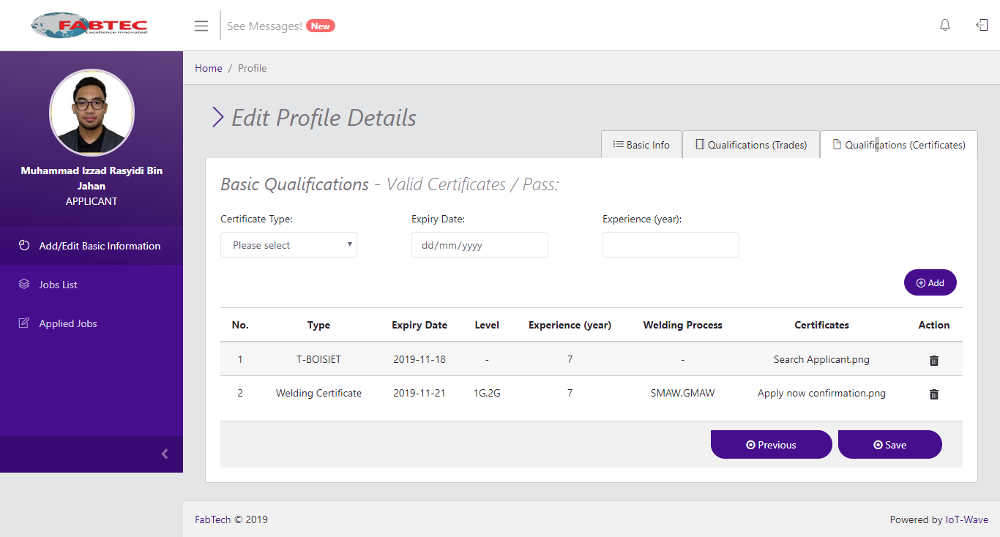 FABTEC
Excellence Innovated
See Messages! New
Home / Profile
Muhammad Izzad Rasyidi Bin
Jahan
APPLICANT
Add/Edit Basic Information
Jobs List
Applied Jobs
Edit Profile Details
Basic Info
Qualifications (Trades)
Qualifications (Certificates)
Basic Qualifications - Valid Certificates / Pass:
Certificate Type: Expiry Date: Experience (year):
Please select dd/mm/yyyy
Add
No. Type Expiry Date Level Experience (year) Welding Process Certificates Action
1 T-BOISIET 2019-11-18 - 7 - Search Applicant.png
2 Welding Certificate 2019-11-21 1G,2G 7 SMAW,GMAW Apply now confirmation.png
Previous Save
FabTech © 2019 Powered by IoT-Wave